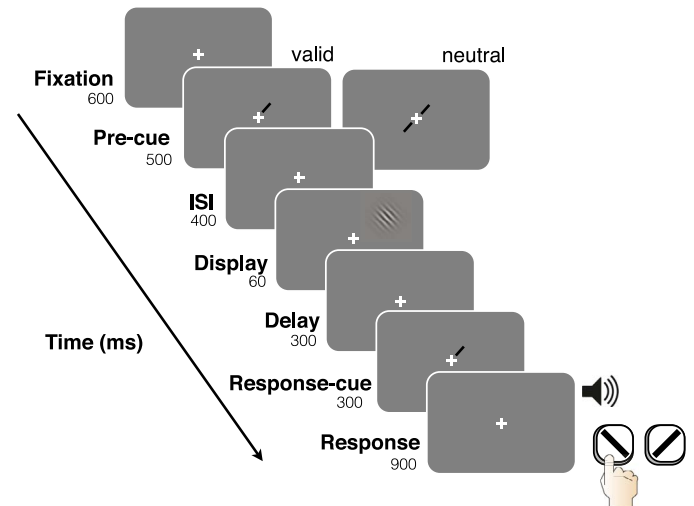 valid
neutral
Fixation
600
Pre-cue
500
ISI
400
Display
60
Delay
300
Time (ms)
Response-cue
300
Response
900